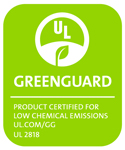 UL
GREENGUARD
PRODUCT CERTIFIED FOR
LOW CHEMICAL EMISSIONS
UL.COM/GG
UL 2818